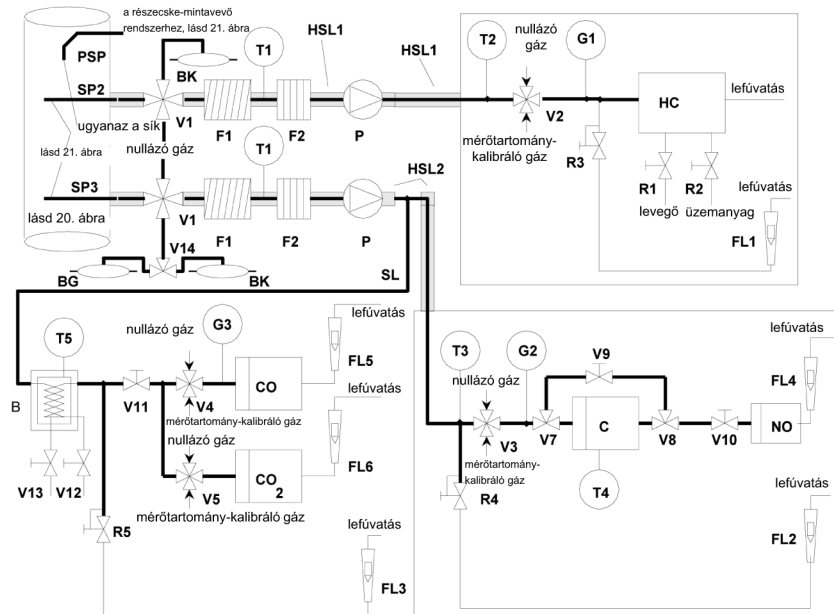 a részecske-mintavevő
rendszerhez, lásd 21. ábra
PSP
SP2
ugyanaz a sík
lásd 21. ábra
nullázó gáz
BK
V1
F1
T1
F2
HSL1
P
HSL1
T2
nullázó
gáz
G1
V2
mérőtartomány-
kalibráló gáz
HC
lefúvatás
R3
R1
levegő
R2
üzemanyag
lefúvatás
FL1
SP3
lásd 20. ábra
V1
F1
T1
F2
P
HSL2
V14
BG
BK
SL
T5
B
V13
V12
V11
R5
nullázó gáz
G3
V4
CO
mérőtartomány-kalibráló gáz
lefúvatás
FL5
nullázó gáz
V5
CO
2
mérőtartomány-kalibráló gáz
lefúvatás
FL6
lefúvatás
FL3
T3
nullázó gáz
G2
V3
mérőtartomány-
kalibráló gáz
R4
V9
V7
C
V8
T4
V10
NO
lefúvatás
FL4
lefúvatás
FL2